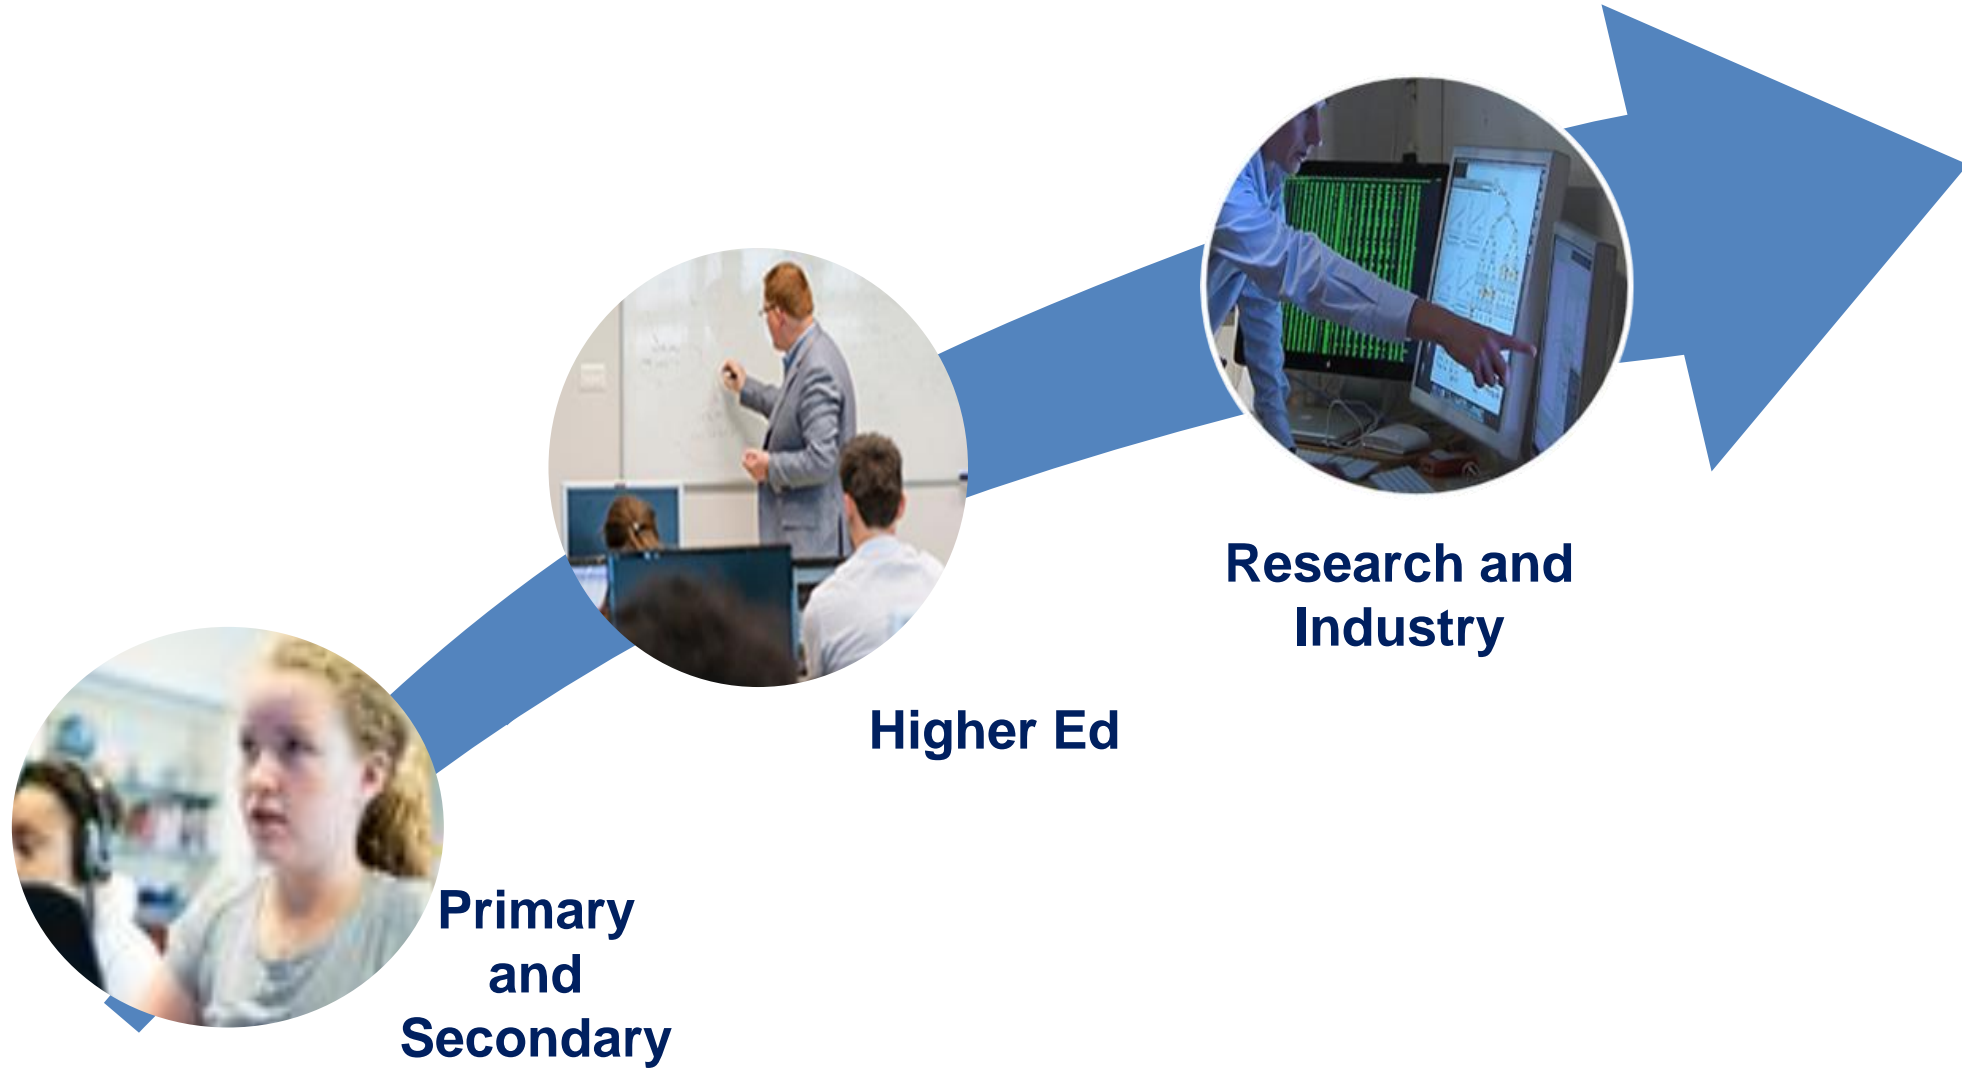 Research and
Industry
Higher Ed
Primary
and
Secondary